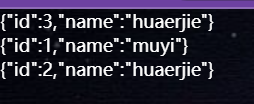 {"id":3,"name":"huaerjie"}
{"id":1,"name":"muyi"}
{"id":2,"name":"huaerjie"}